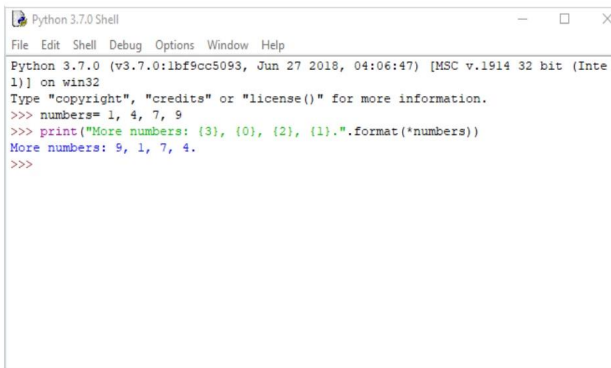 Python 3.7.0 Shell
File Edit Shell Debug Options Window Help
Python 3.7.0 (v3.7.0:1bf9cc5093, Jun 27 2018, 04:06:47) [MSC v.1914 32 bit (Inte
l)] on win32
Type "copyright", "credits" or "license()" for more information.
>>> numbers= 1, 4, 7, 9
>>> print("More numbers: {3}, {0}, {2}, {1}.".format(*numbers))
More numbers: 9, 1, 7, 4.
>>>